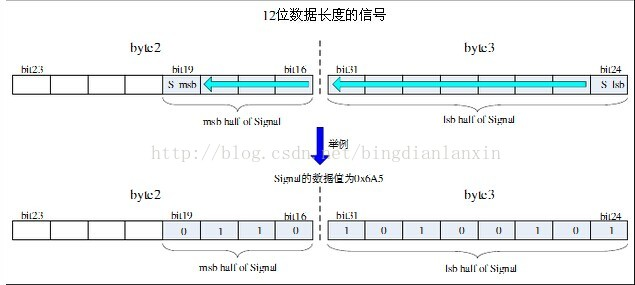 12位数据长度的信号
byte2 byte3
bit23 bit19 bit16 bit31 bit24
S msb S lsb
msb half of Signal lsb half of Signal
举例
http://blog.csdn.net/bingdianlanxin
Signal的数据值为0x6A5
byte2 byte3
bit23 bit19 bit16 bit31 bit24
0 1 1 0 1 0 1 0 0 1 0 1
msb half of Signal lsb half of Signal